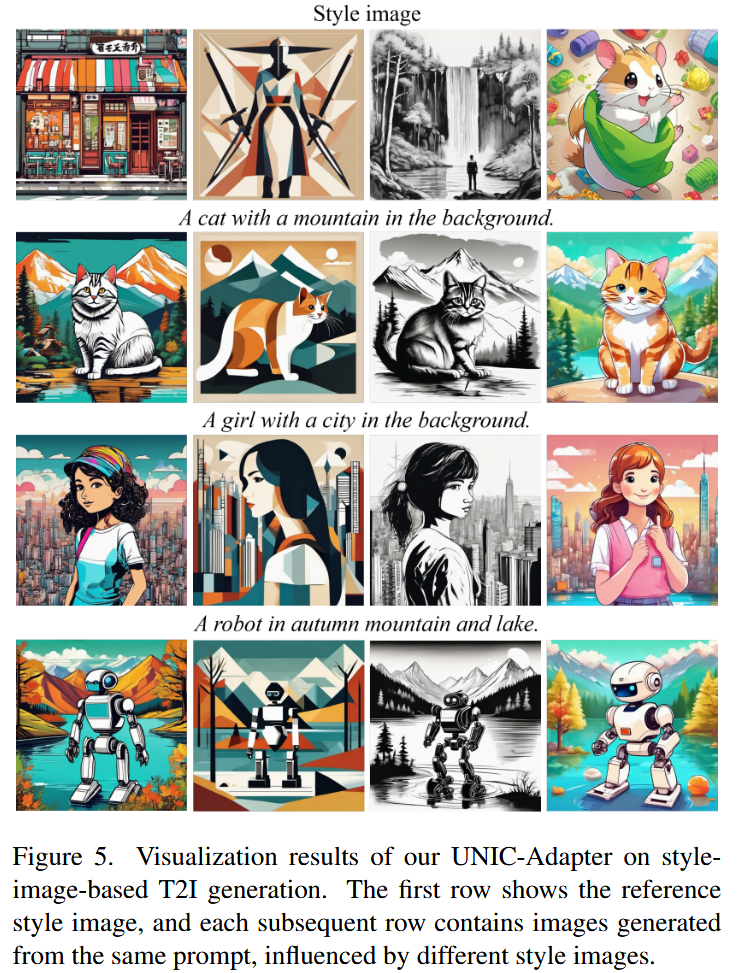 Style image
A cat with a mountain in the background.
A girl with a city in the background.
A robot in autumn mountain and lake.
Figure 5. Visualization results of our UNIC-Adapter on style-
image-based T2I generation. The first row shows the reference
style image, and each subsequent row contains images generated
from the same prompt, influenced by different style images.